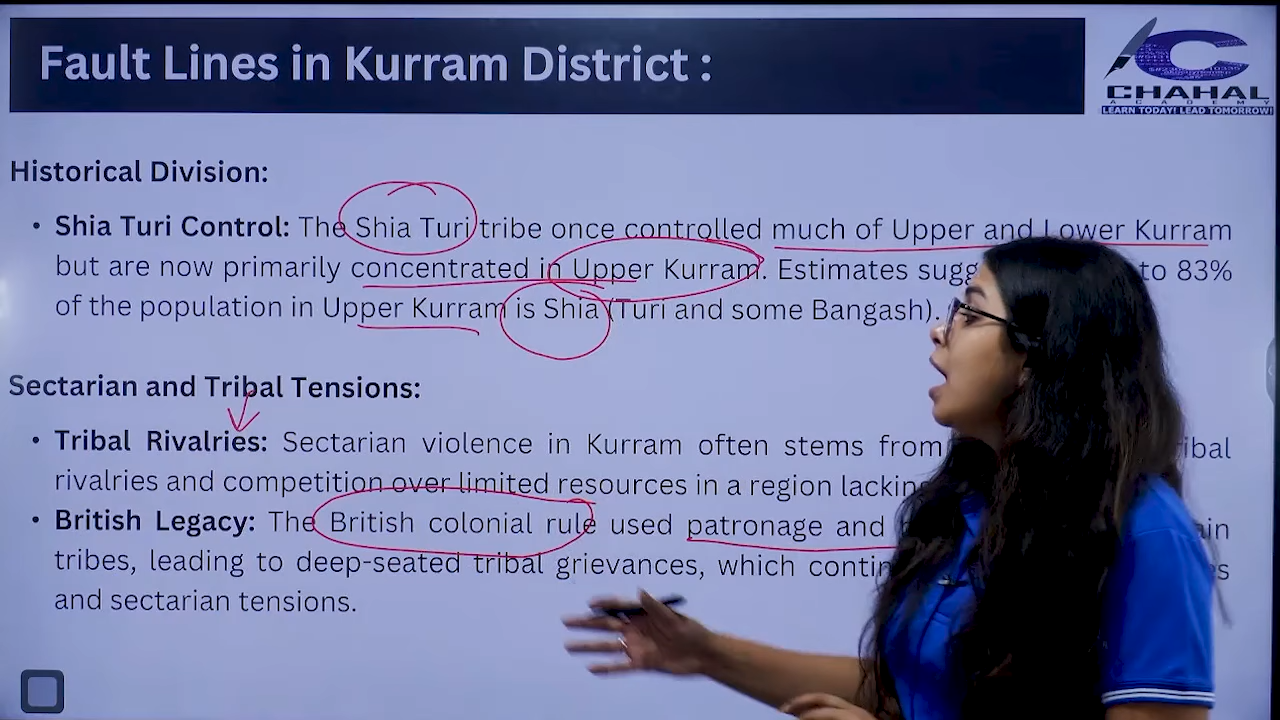 Fault Lines in Kurram District :
CHAHAL
ACADEMY
LEARN TODAY! LEAD TOMORROW!
Historical Division:
• Shia Turi Control: The Shia Turi tribe once controlled much of Upper and Lower Kurram
but are now primarily concentrated in Upper Kurram. Estimates sugg to 83%
of the population in Upper Kurram is Shia (Turi and some Bangash).
Sectarian and Tribal Tensions:
• Tribal Rivalries: Sectarian violence in Kurram often stems from ribal
rivalries and competition over limited resources in a region lackin
• British Legacy: The British colonial rule used patronage and ain
tribes, leading to deep-seated tribal grievances, which contin es
and sectarian tensions.